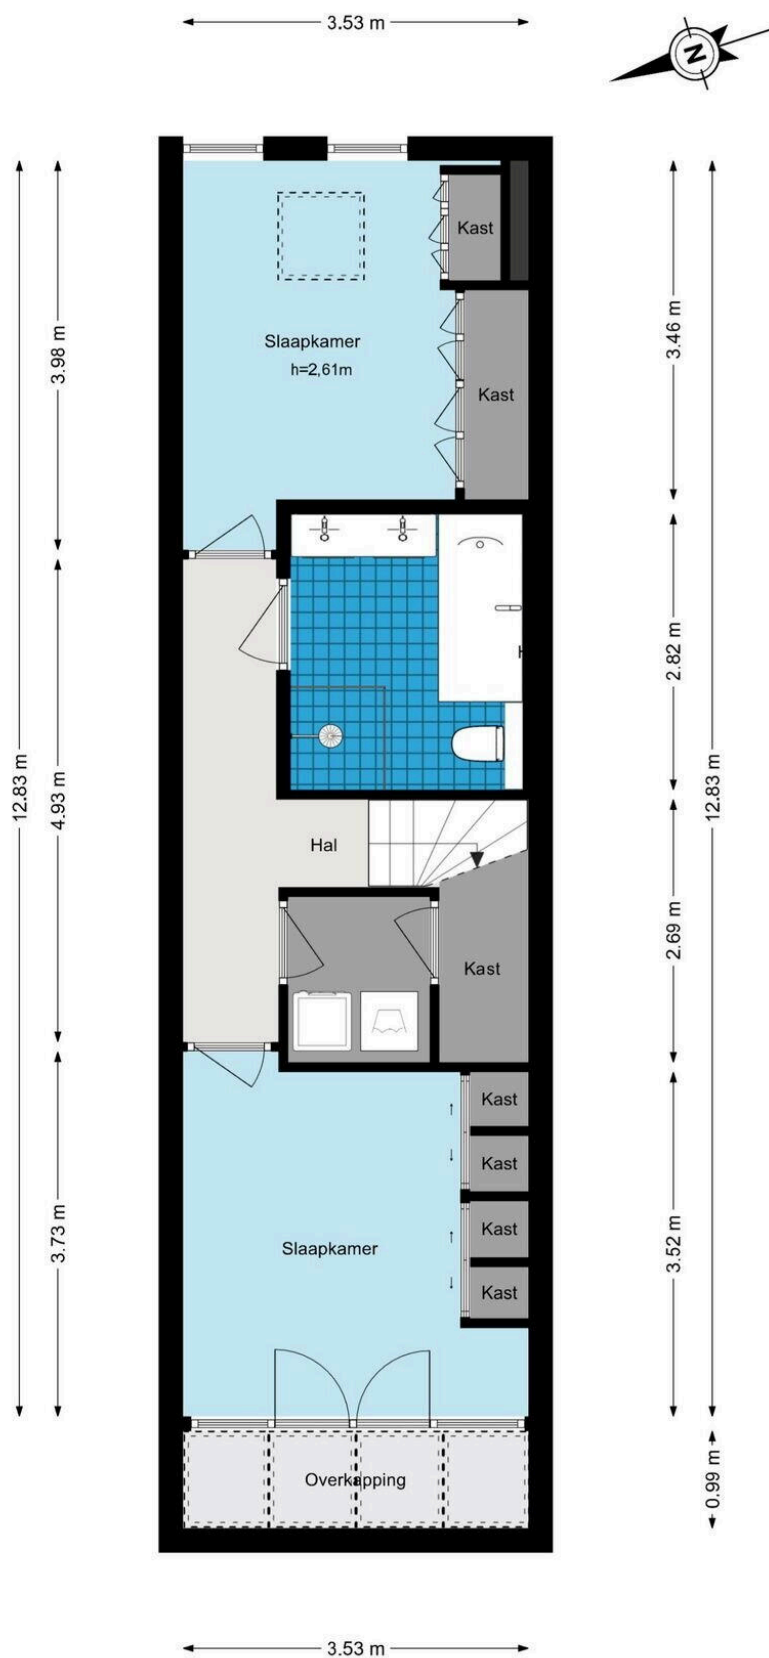 3.53 m
N
Kast
Slaapkamer
h=2,61m
Kast
3.98 m
3.46 m
2.82 m
12.83 m
4.93 m
12.83 m
Hal
2.69 m
Kast
Kast
Kast
Kast
Kast
3.73 m
Slaapkamer
3.52 m
Overkapping
0.99 m
3.53 m